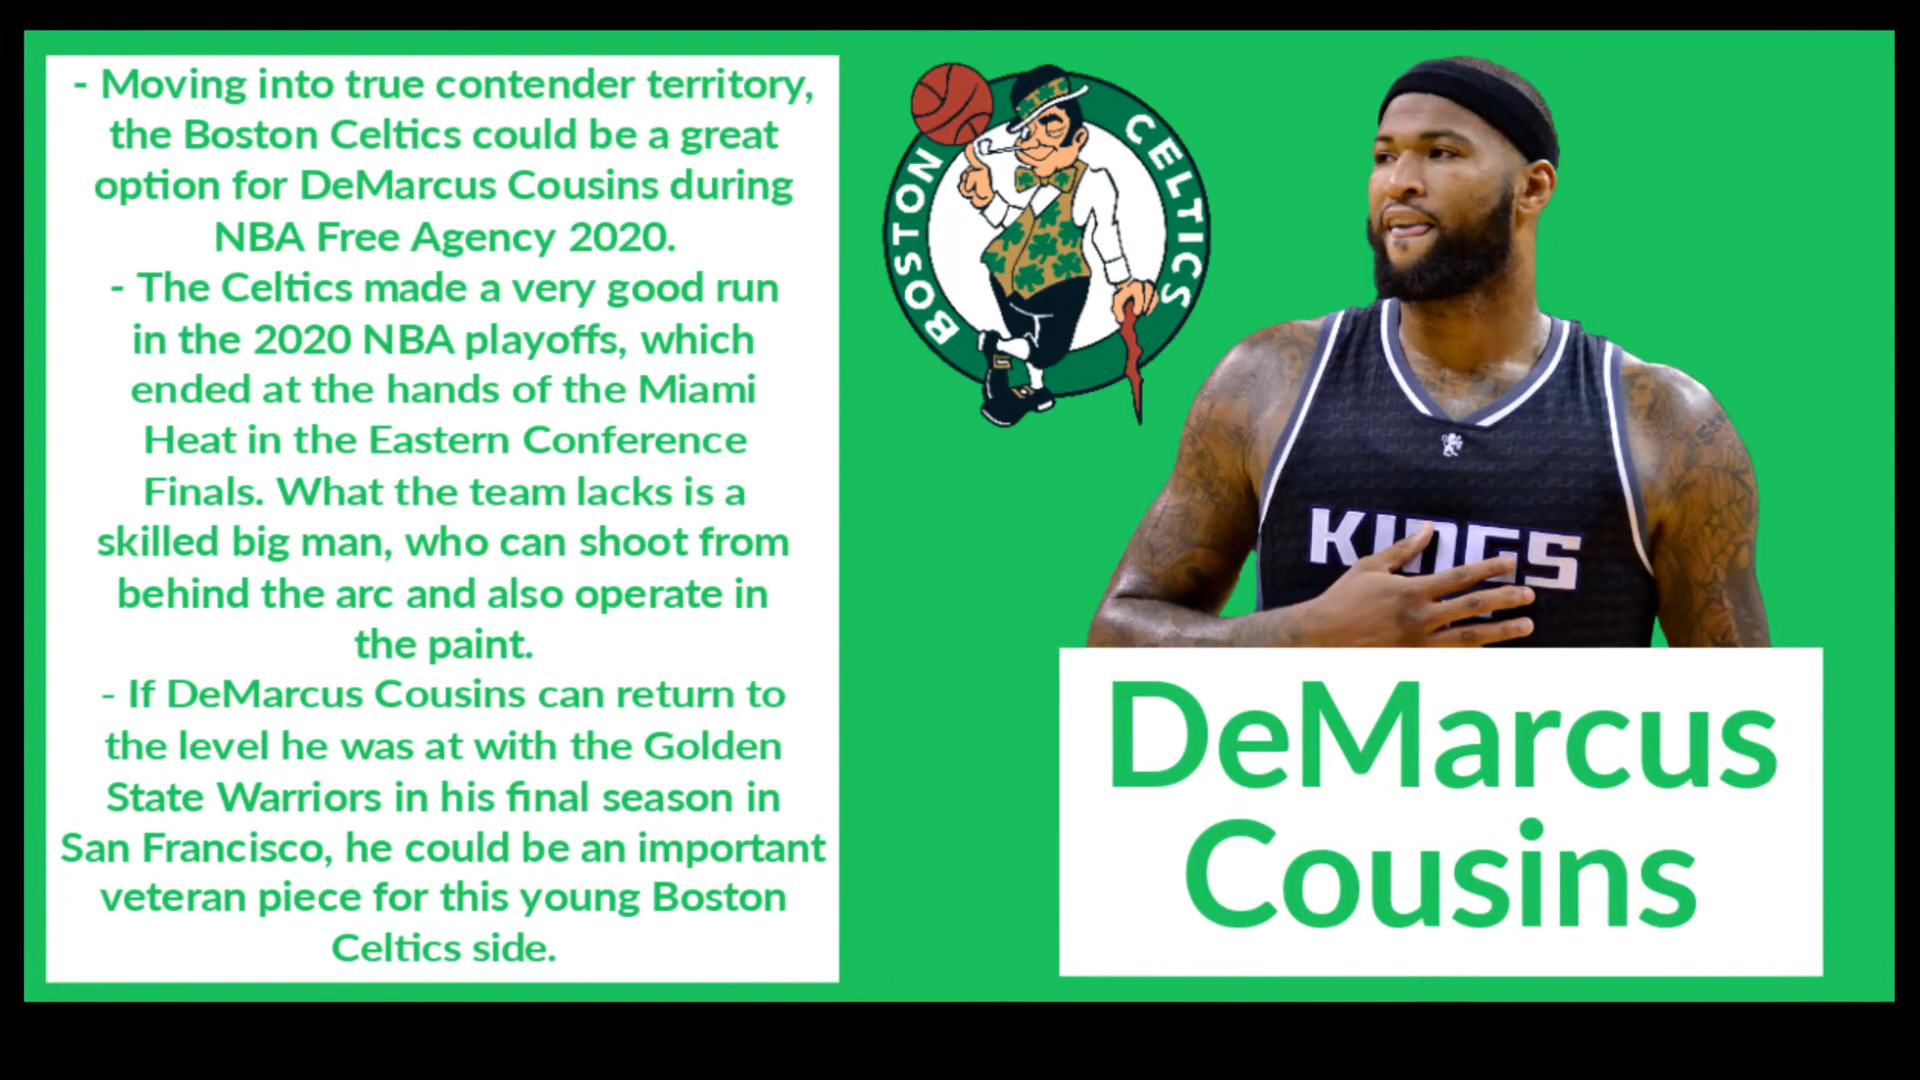 - Moving into true contender territory,
the Boston Celtics could be a great
option for DeMarcus Cousins during
NBA Free Agency 2020.
- The Celtics made a very good run
in the 2020 NBA playoffs, which
ended at the hands of the Miami
Heat in the Eastern Conference
Finals. What the team lacks is a
skilled big man, who can shoot from
behind the arc and also operate in
the paint.
- If DeMarcus Cousins can return to
the level he was at with the Golden
State Warriors in his final season in
San Francisco, he could be an important
veteran piece for this young Boston
Celtics side.
BOSTON CELTICS
KINGS
DeMarcus
Cousins